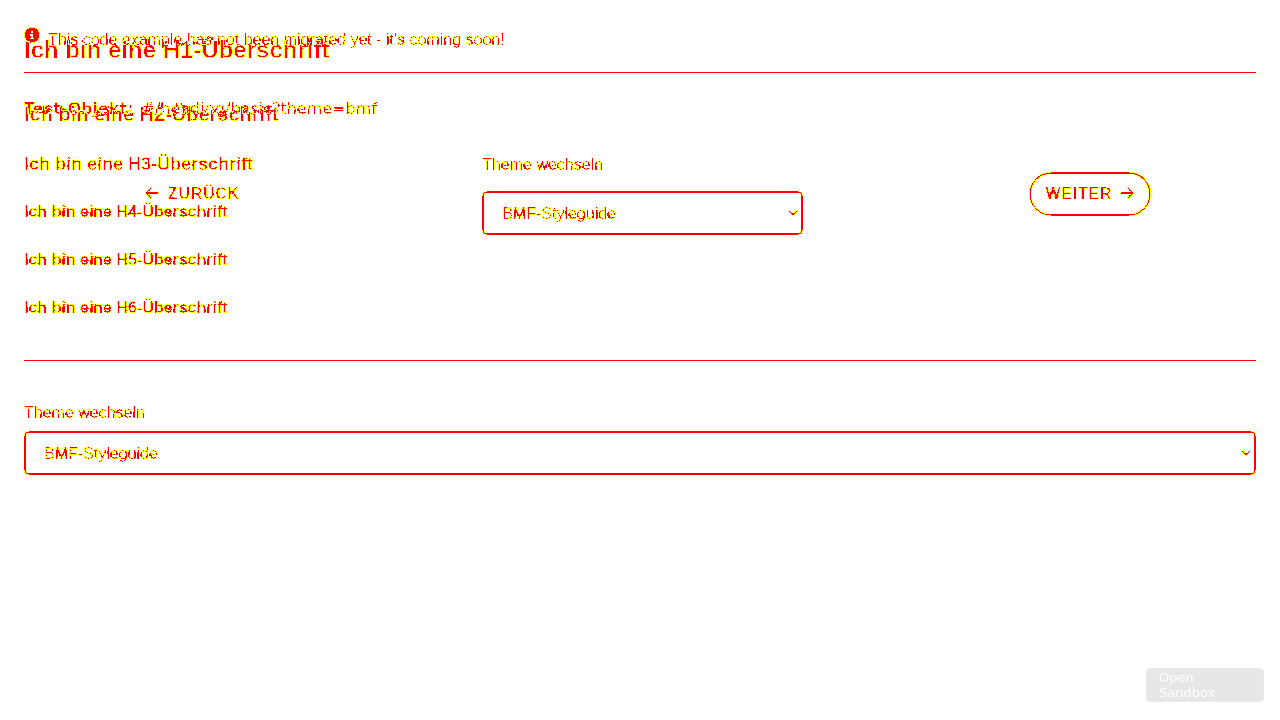 This code example has not been migrated yet - it's coming soon!
Ich bin eine H1-Überschrift
Test-Objekt: #/heading/basic?theme=bmf
Ich bin eine H2-Überschrift
Ich bin eine H3-Überschrift
Theme wechseln
← ZURÜCK
WEITER →
Ich bin eine H4-Überschrift
BMF-Styleguide
Ich bin eine H5-Überschrift
Ich bin eine H6-Überschrift
Theme wechseln
BMF-Styleguide
Open
Sandbox